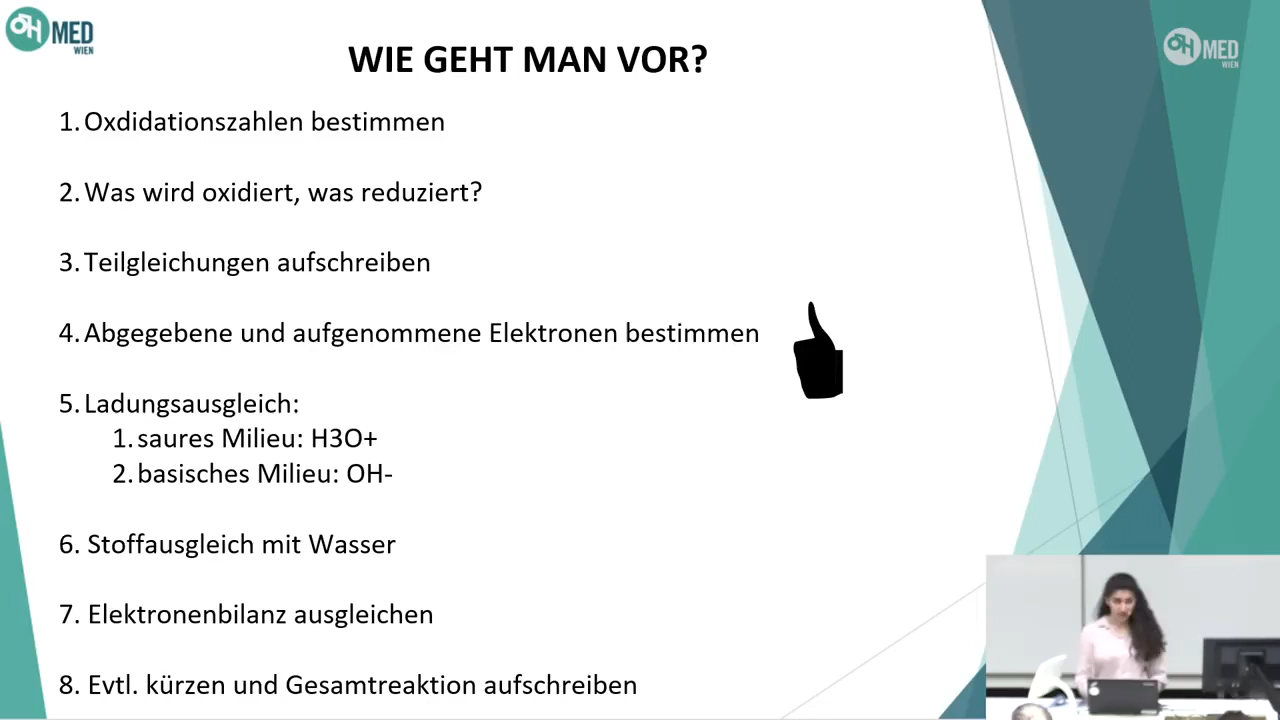 ÖH MED
WIEN
ÖH MED
WIEN
WIE GEHT MAN VOR?
1. Oxdidationszahlen bestimmen
2. Was wird oxidiert, was reduziert?
3. Teilgleichungen aufschreiben
4. Abgegebene und aufgenommene Elektronen bestimmen
5. Ladungsausgleich:
1. saures Milieu: H3O+
2. basisches Milieu: OH-
6. Stoffausgleich mit Wasser
7. Elektronenbilanz ausgleichen
8. Evtl. kürzen und Gesamtreaktion aufschreiben